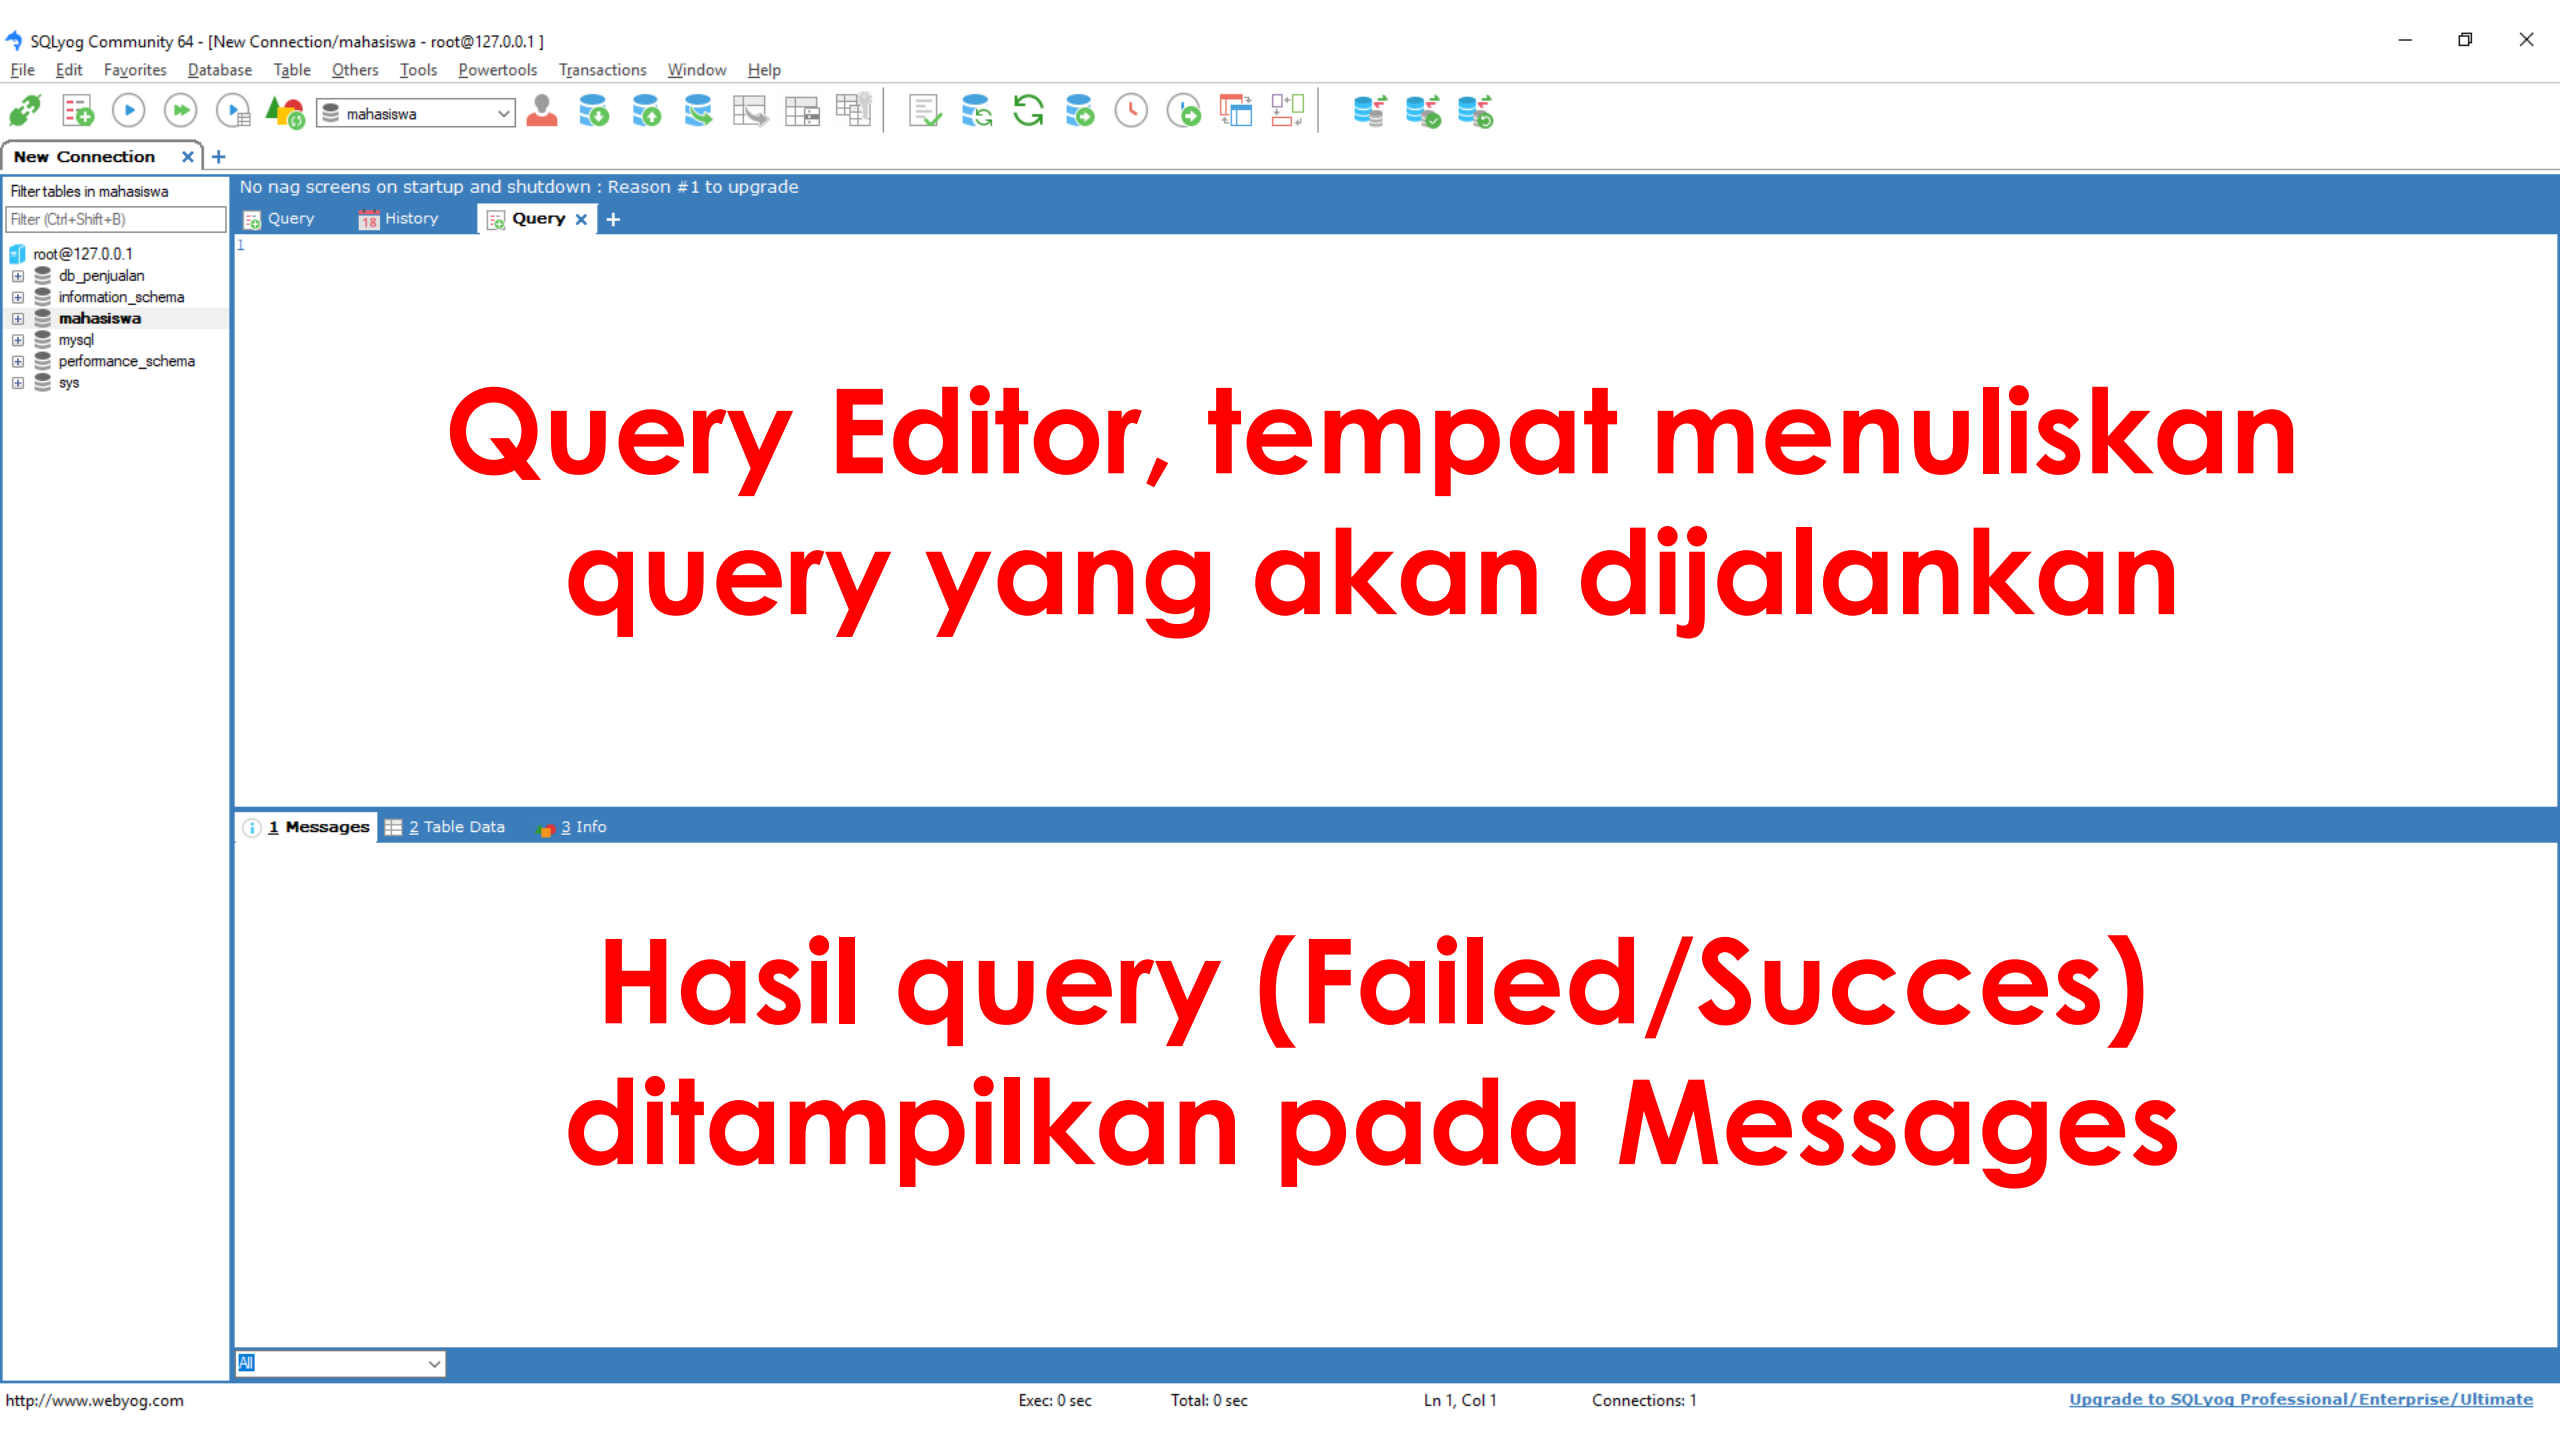 SQLyog Community 64 - [New Connection/mahasiswa - root@127.0.0.1 ]
File Edit Favorites Database Table Others Tools Powertools Transactions Window Help
mahasiswa
New Connection
Filter tables in mahasiswa
Filter (Ctrl+Shift+B)
root@127.0.0.1
db_penjualan
information_schema
mahasiswa
mysql
performance_schema
sys
No nag screens on startup and shutdown : Reason #1 to upgrade
Query 18 History Query
1
Query Editor, tempat menuliskan
query yang akan dijalankan
1 Messages 2 Table Data 3 Info
Hasil query (Failed/Succes)
ditampilkan pada Messages
All
http://www.webyog.com Exec: 0 sec Total: 0 sec Ln 1, Col 1 Connections: 1 Upgrade to SQLyog Professional/Enterprise/Ultimate